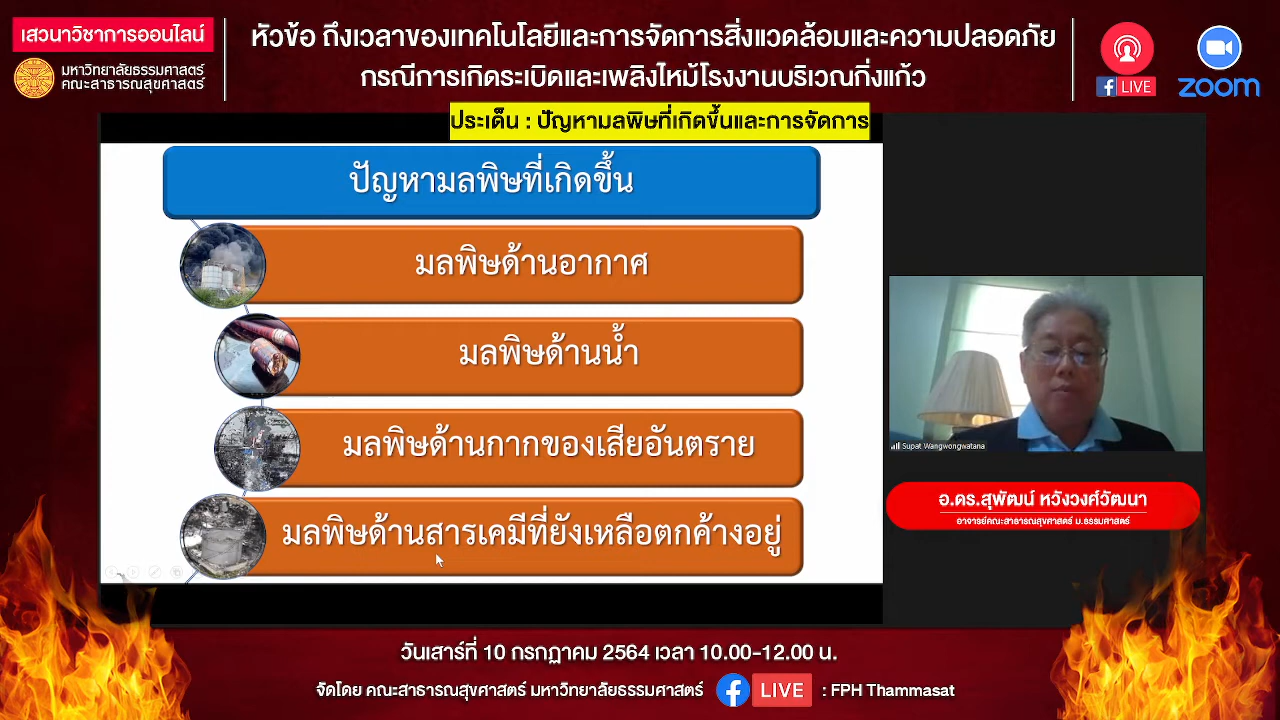 เสวนาวิชาการออนไลน์
มหาวิทยาลัยธรรมศาสตร์
คณะสาธารณสุขศาสตร์
หัวข้อ ถึงเวลาของเทคโนโลยีและการจัดการสิ่งแวดล้อมและความปลอดภัย
กรณีการเกิดระเบิดและเพลิงไหม้โรงงานบริเวณกิ่งแก้ว
f LIVE
zoom
ประเด็น : ปัญหามลพิษที่เกิดขึ้นและการจัดการ
ปัญหามลพิษที่เกิดขึ้น
มลพิษด้านอากาศ
มลพิษด้านน้ำ
มลพิษด้านกากของเสียอันตราย
มลพิษด้านสารเคมีที่ยังเหลือตกค้างอยู่
Supat Wangwongwatana
อ.ดร.สุพัฒน์ หวังวงศ์วัฒนา
อาจารย์คณะสาธารณสุขศาสตร์ ม.ธรรมศาสตร์
วันเสาร์ที่ 10 กรกฎาคม 2564 เวลา 10.00-12.00 น.
จัดโดย คณะสาธารณสุขศาสตร์ มหาวิทยาลัยธรรมศาสตร์ f LIVE : FPH Thammasat